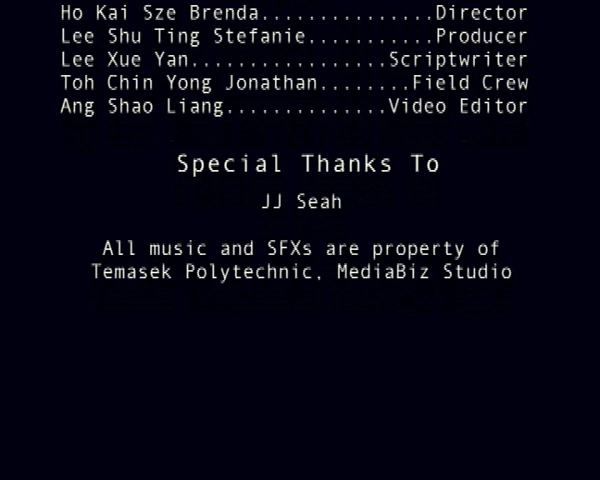 Ho Kai Sze Brenda...............Director
Lee Shu Ting Stefanie...........Producer
Lee Xue Yan.................Scriptwriter
Toh Chin Yong Jonathan........Field Crew
Ang Shao Liang..............Video Editor
Special Thanks To
JJ Seah
All music and SFXs are property of
Temasek Polytechnic, MediaBiz Studio